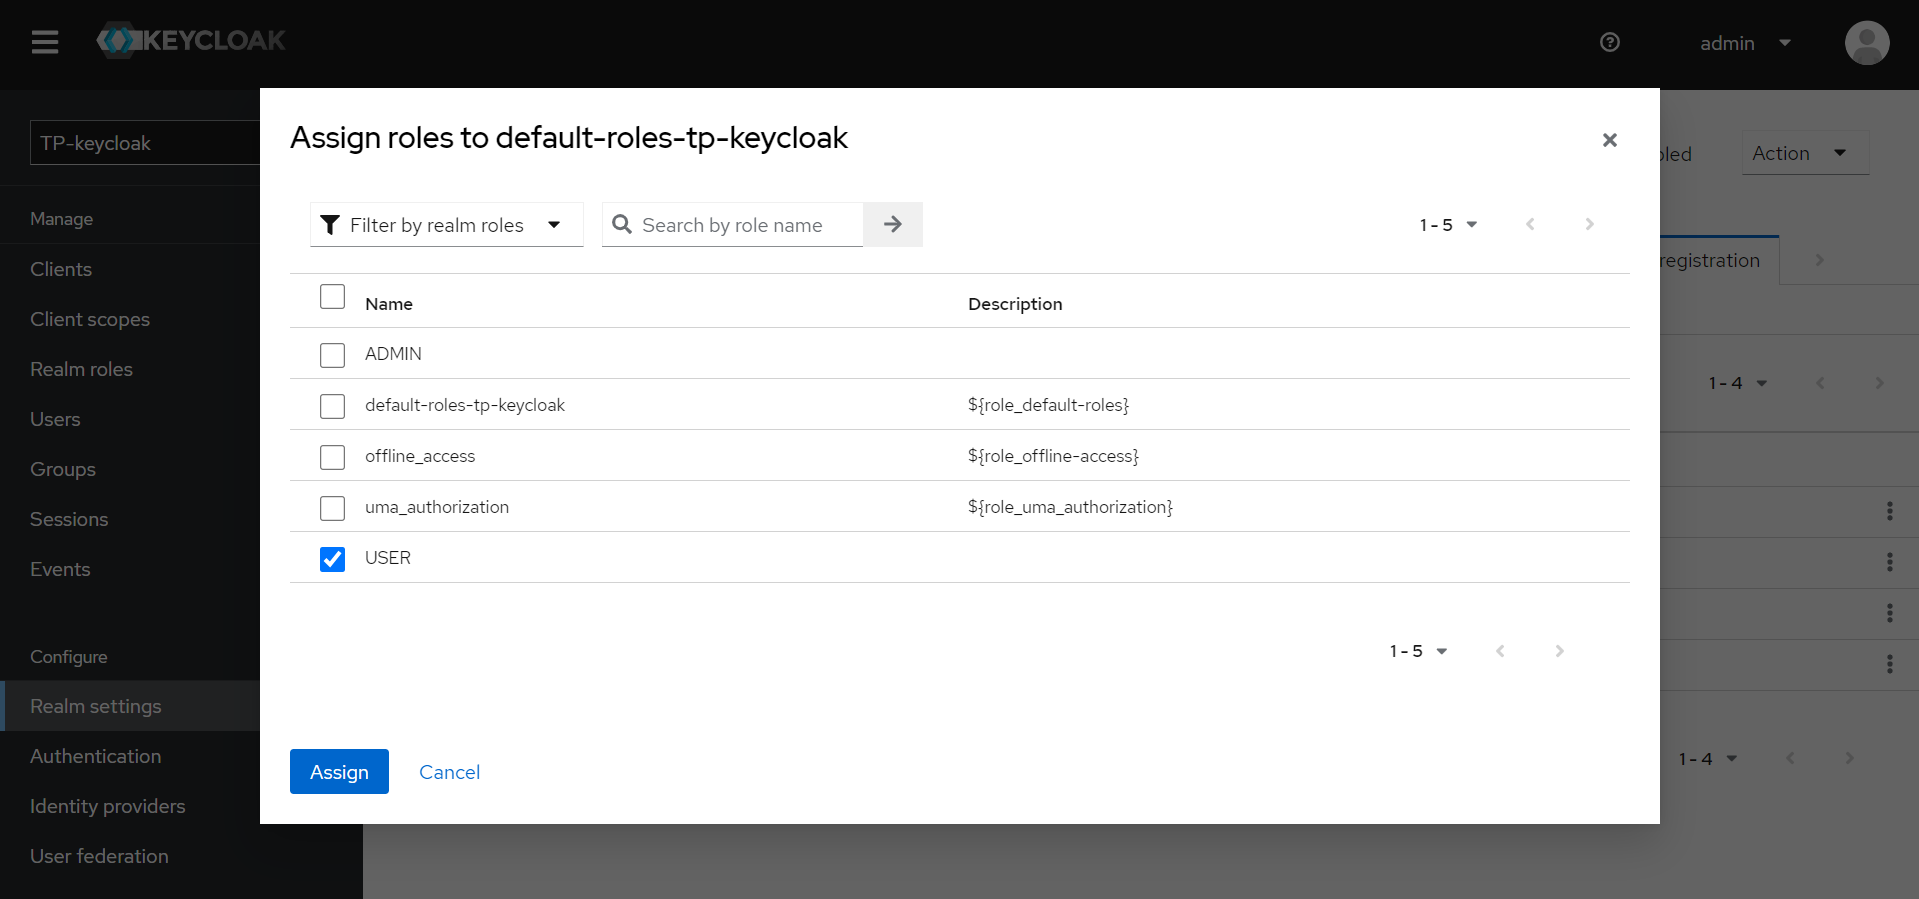 KEYCLOAK
admin
TP-keycloak
Manage
Clients
Client scopes
Realm roles
Users
Groups
Sessions
Events
Configure
Realm settings
Authentication
Identity providers
User federation
Action
registration
1 - 4
1 - 4
Assign roles to default-roles-tp-keycloak
Filter by realm roles
Search by role name
1 - 5
Name Description
ADMIN
default-roles-tp-keycloak ${role_default-roles}
offline_access ${role_offline-access}
uma_authorization ${role_uma_authorization}
USER
1 - 5
Assign Cancel